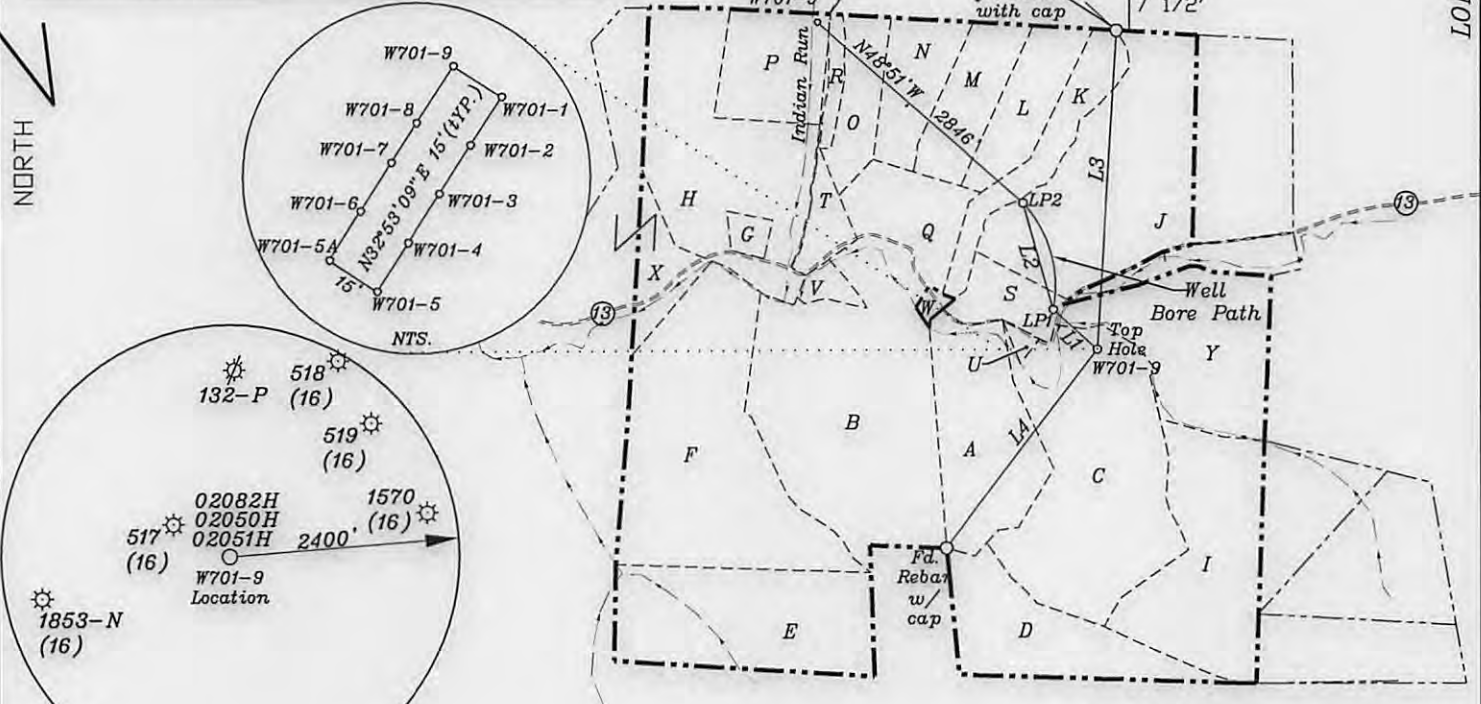 with cap
1/2'
NORTH
W701-9
W701-8
W701-7
W701-6
W701-5A
15'
W701-1
W701-2
W701-3
W701-4
W701-5
N32°53'09"E 15'(tYP.)
NTS.
132-P
518
(16)
519
(16)
1570
(16)
517
(16)
02082H
02050H
02051H
W701-9
Location
2400'
1853-N
(16)
P
R
N
M
L
K
O
Indian Run
N48°51'W
2846'
L3
H
G
T
Q
J
X
V
W
S
U
LP2
L2
LP1
L1
13
13
Well
Bore Path
Top
Hole
W701-9
Y
F
B
A
L4
C
I
E
D
Fd.
Rebar
w/
cap